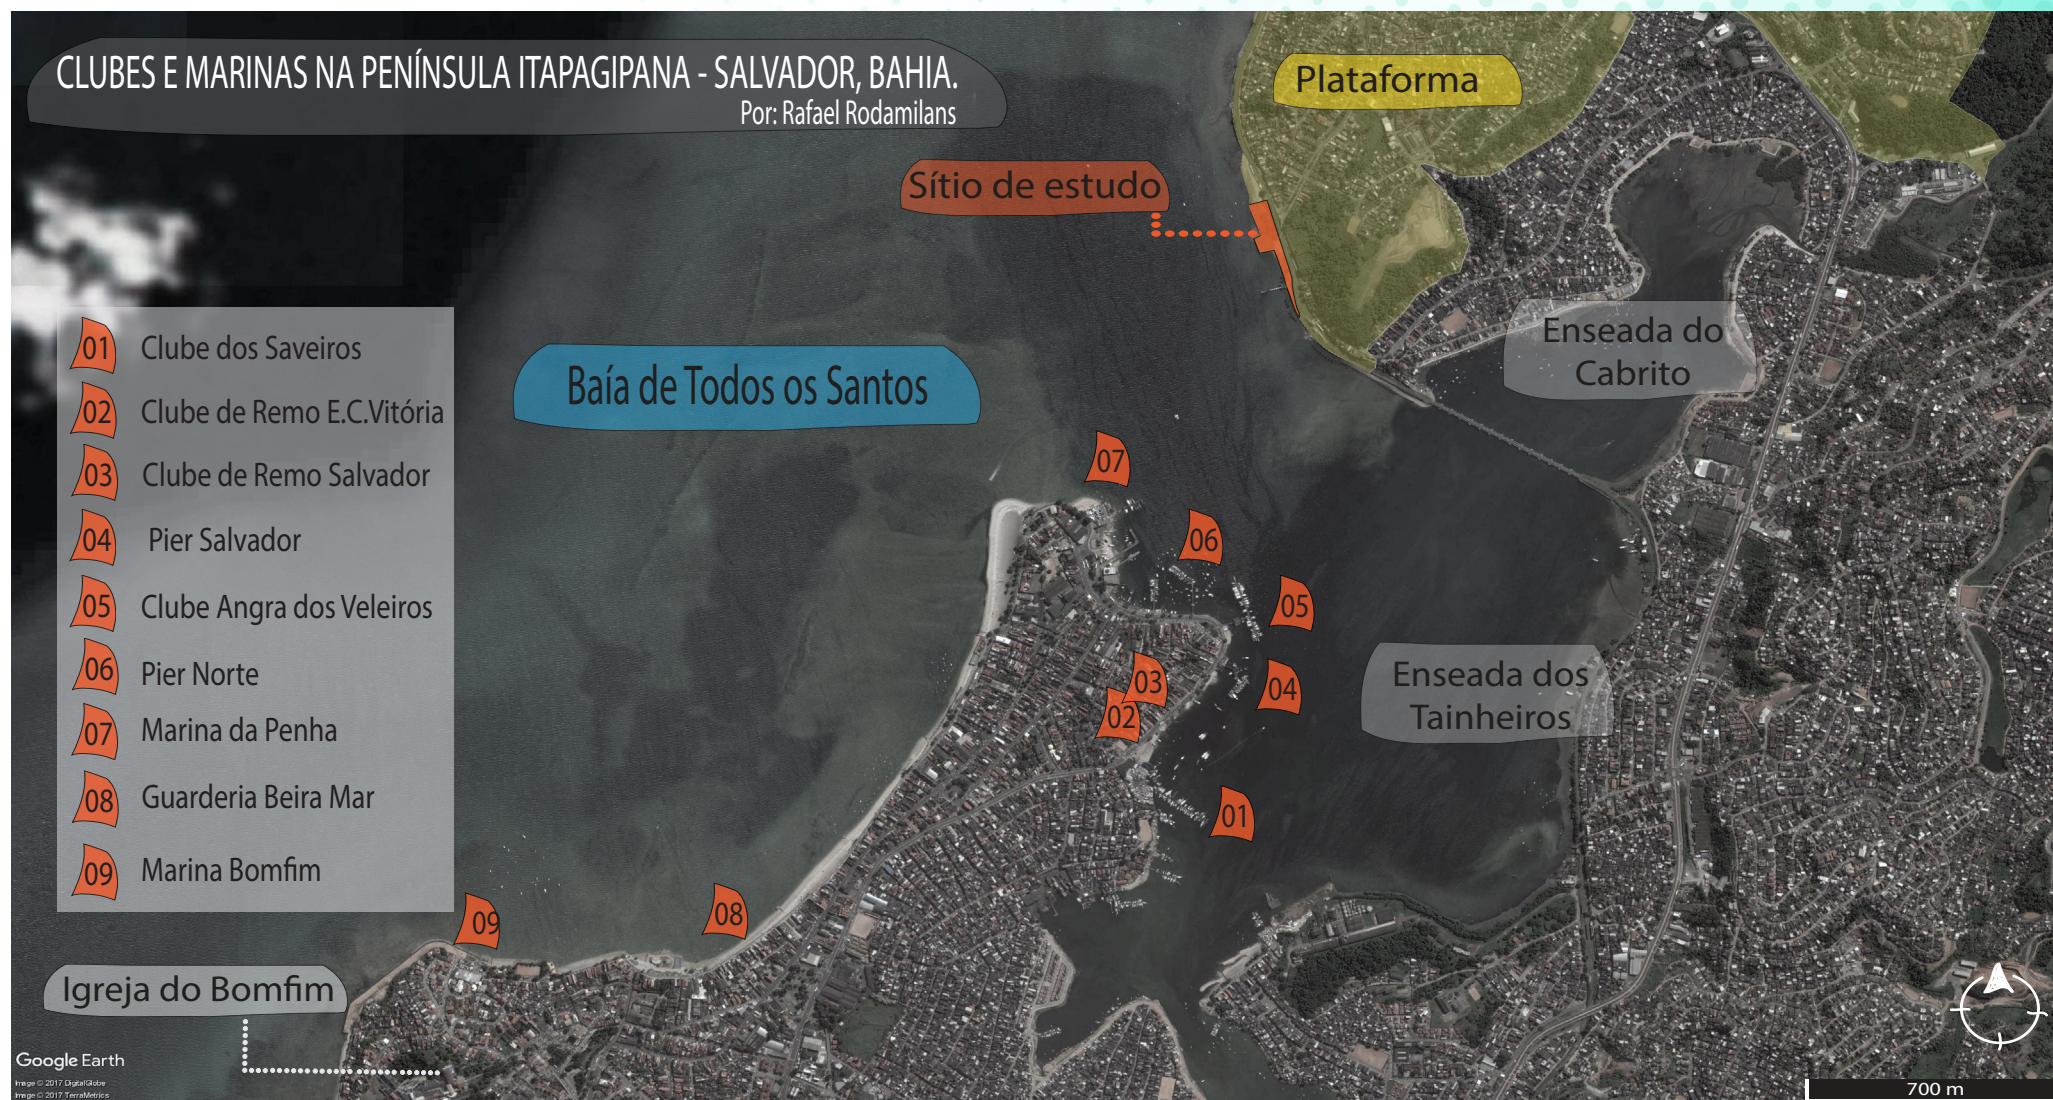 CLUBES E MARINAS NA PENÍNSULA ITAPAGIPANA - SALVADOR, BAHIA.
Por: Rafael Rodamilans
Plataforma
Sítio de estudo
Enseada do
Cabrito
Baía de Todos os Santos
01 Clube dos Saveiros
02 Clube de Remo E.C.Vitória
03 Clube de Remo Salvador
04 Pier Salvador
05 Clube Angra dos Veleiros
06 Pier Norte
07 Marina da Penha
08 Guarderia Beira Mar
09 Marina Bomfim
07
06
05
03
04
02
01
08
09
Enseada dos
Tainheiros
Igreja do Bomfim
Google Earth
Image © 2017 DigitalGlobe
Image © 2017 TerraMetrics
700 m